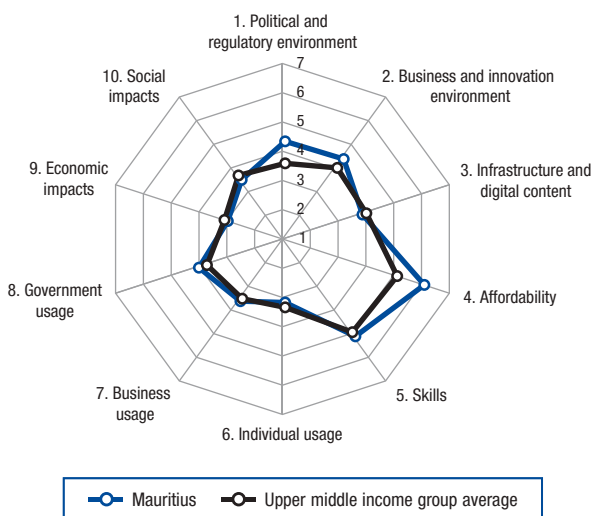 1. Political and
regulatory environment
2. Business and innovation
environment
3. Infrastructure and
digital content
4. Affordability
5. Skills
6. Individual usage
7. Business
usage
8. Government
usage
9. Economic
impacts
10. Social
impacts
7
6
5
4
3
2
1
Mauritius
Upper middle income group average